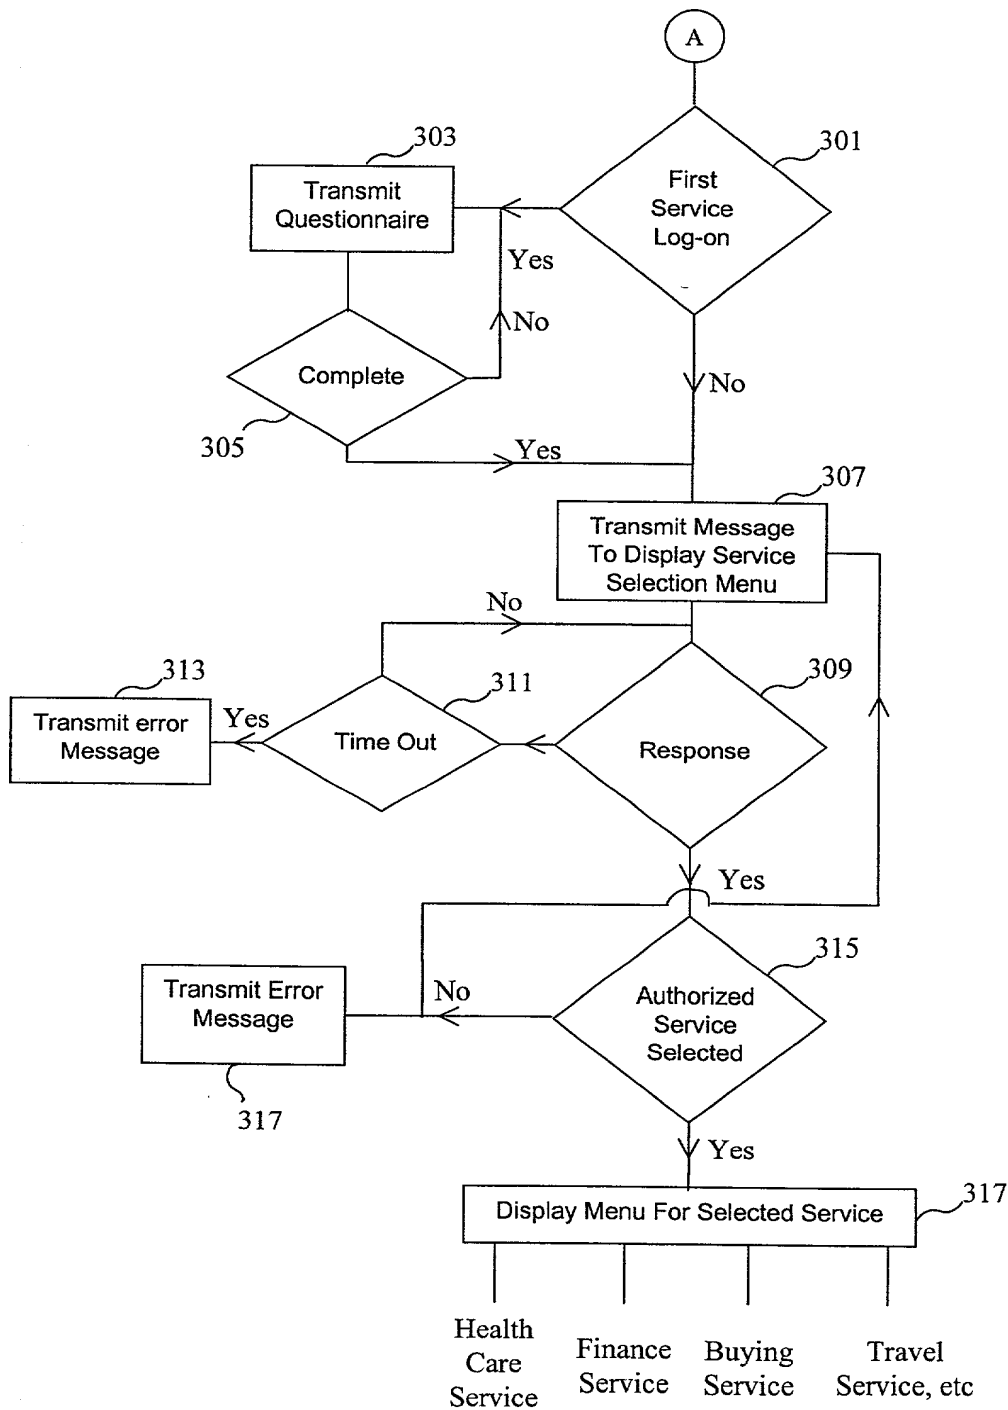 A
301
First
Service
Log-on
303
Transmit
Questionnaire
Yes
No
Complete
305
No
Yes
307
Transmit Message
To Display Service
Selection Menu
No
309
Response
311
Time Out
313
Transmit error
Message
Yes
Yes
315
Authorized
Service
Selected
No
Transmit Error
Message
317
Yes
317
Display Menu For Selected Service
Health
Care
Service
Finance
Service
Buying
Service
Travel
Service, etc